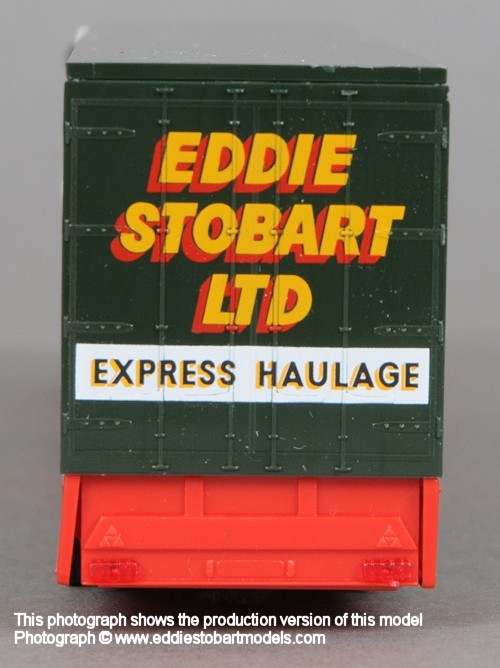 EDDIE
STOBART
LTD
EXPRESS HAULAGE
This photograph shows the production version of this model
Photograph © www.eddiestobartmodels.com